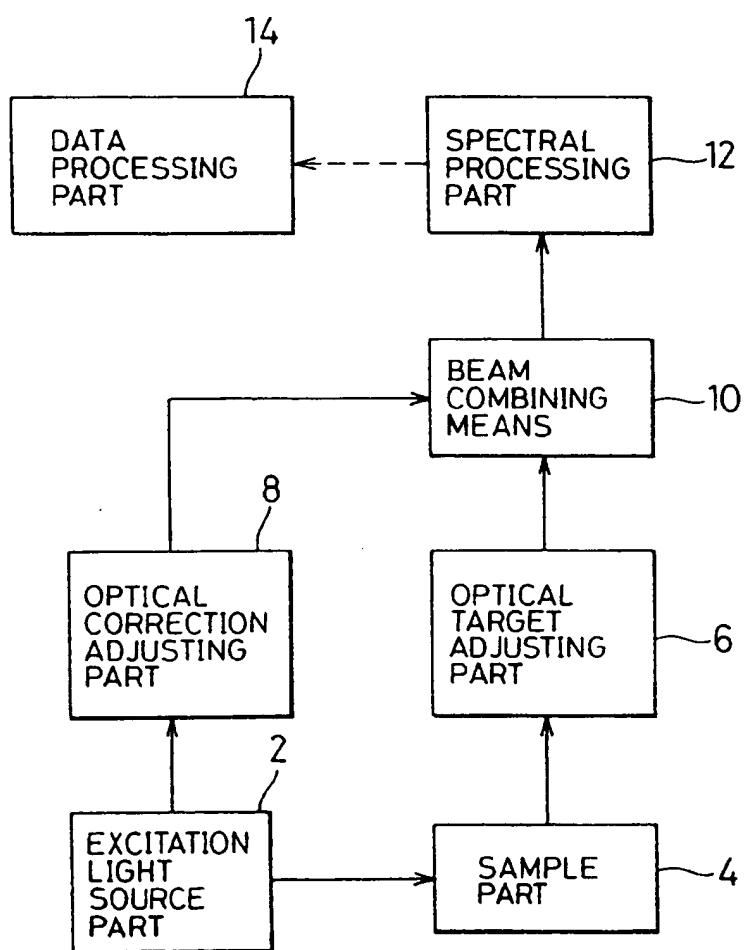 14
DATA
PROCESSING
PART
SPECTRAL
PROCESSING
PART
12
BEAM
COMBINING
MEANS
10
8
OPTICAL
CORRECTION
ADJUSTING
PART
OPTICAL
TARGET
ADJUSTING
PART
6
2
EXCITATION
LIGHT
SOURCE
PART
SAMPLE
PART
4